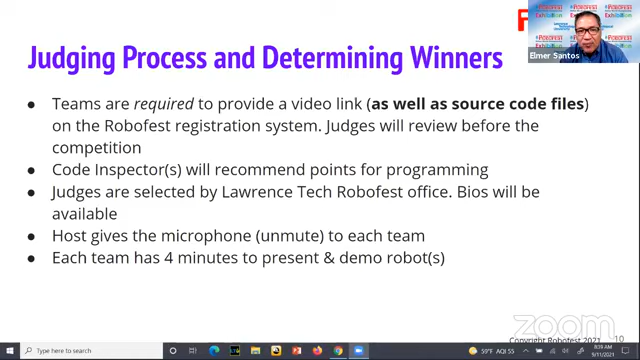 F
ROBOFEST ROBOFEST
Exhibition Exhibition
Elmer Santos
Judging Process and Determining Winners
● Teams are required to provide a video link (as well as source code files)
on the Robofest registration system. Judges will review before the
competition
● Code Inspector(s) will recommend points for programming
● Judges are selected by Lawrence Tech Robofest office. Bios will be
available
● Host gives the microphone (unmute) to each team
● Each team has 4 minutes to present & demo robot(s)
zoom
Copyright Robofest 2021 10
Type here to search
59°F AQI 55
8:39 AM
9/11/2021